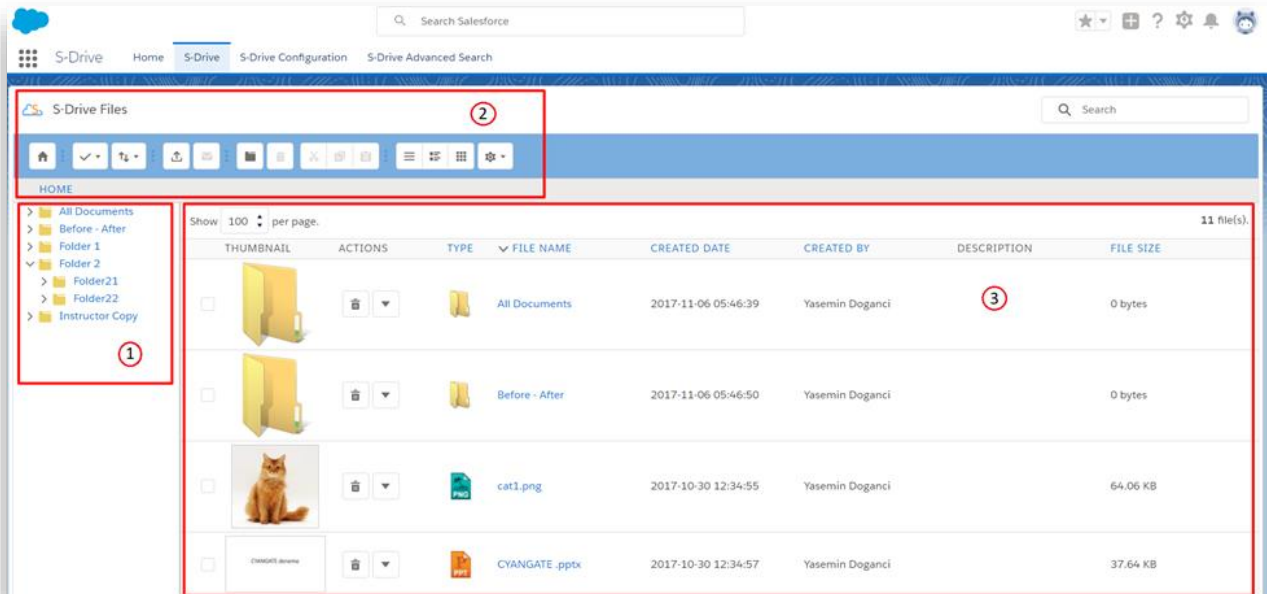 Search Salesforce
S-Drive Home S-Drive S-Drive Configuration S-Drive Advanced Search
S-Drive Files
2
Search
HOME
All Documents
Before - After
Folder 1
Folder 2
Folder21
Folder22
Instructor Copy
1
Show 100 per page. 11 file(s).
THUMBNAIL ACTIONS TYPE FILE NAME CREATED DATE CREATED BY DESCRIPTION FILE SIZE
All Documents 2017-11-06 05:46:39 Yasemin Doganci 3 0 bytes
Before - After 2017-11-06 05:46:50 Yasemin Doganci 0 bytes
PNG cat1.png 2017-10-30 12:34:55 Yasemin Doganci 64.06 KB
CYANGATE deneme PPT CYANGATE .pptx 2017-10-30 12:34:57 Yasemin Doganci 37.64 KB